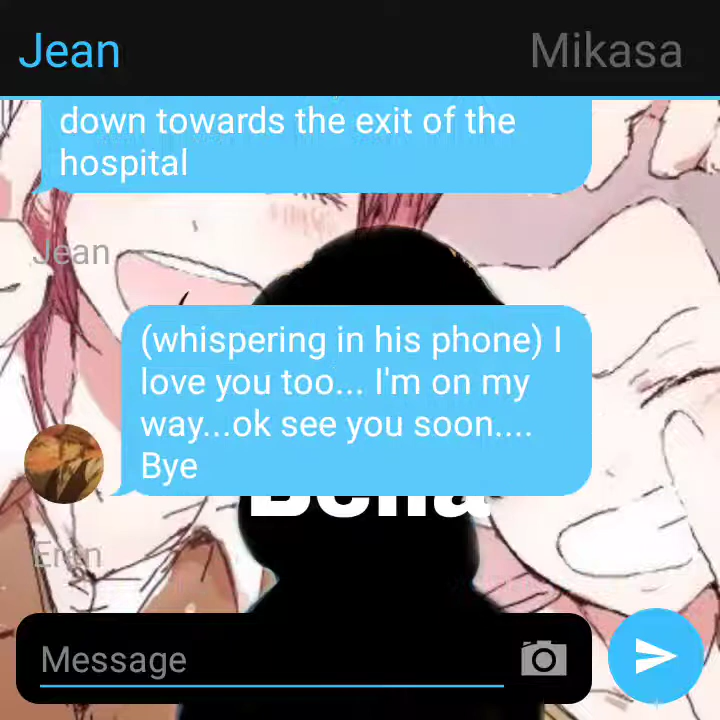 Jean Mikasa
down towards the exit of the
hospital
Jean
(whispering in his phone) I
love you too... I'm on my
way...ok see you soon....
Bye
Eren
Message